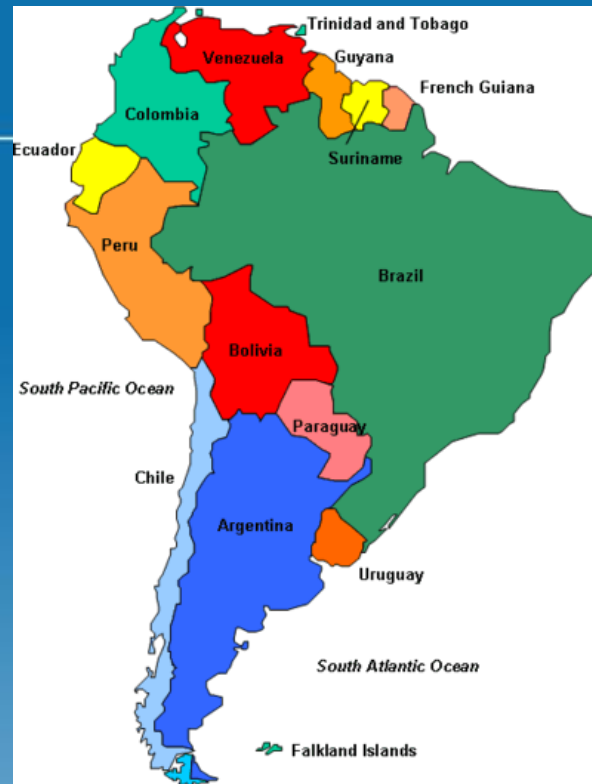 Trinidad and Tobago
Venezuela
Guyana
French Guiana
Colombia
Ecuador
Suriname
Peru
Brazil
Bolivia
South Pacific Ocean
Paraguay
Chile
Argentina
Uruguay
South Atlantic Ocean
Falkland Islands